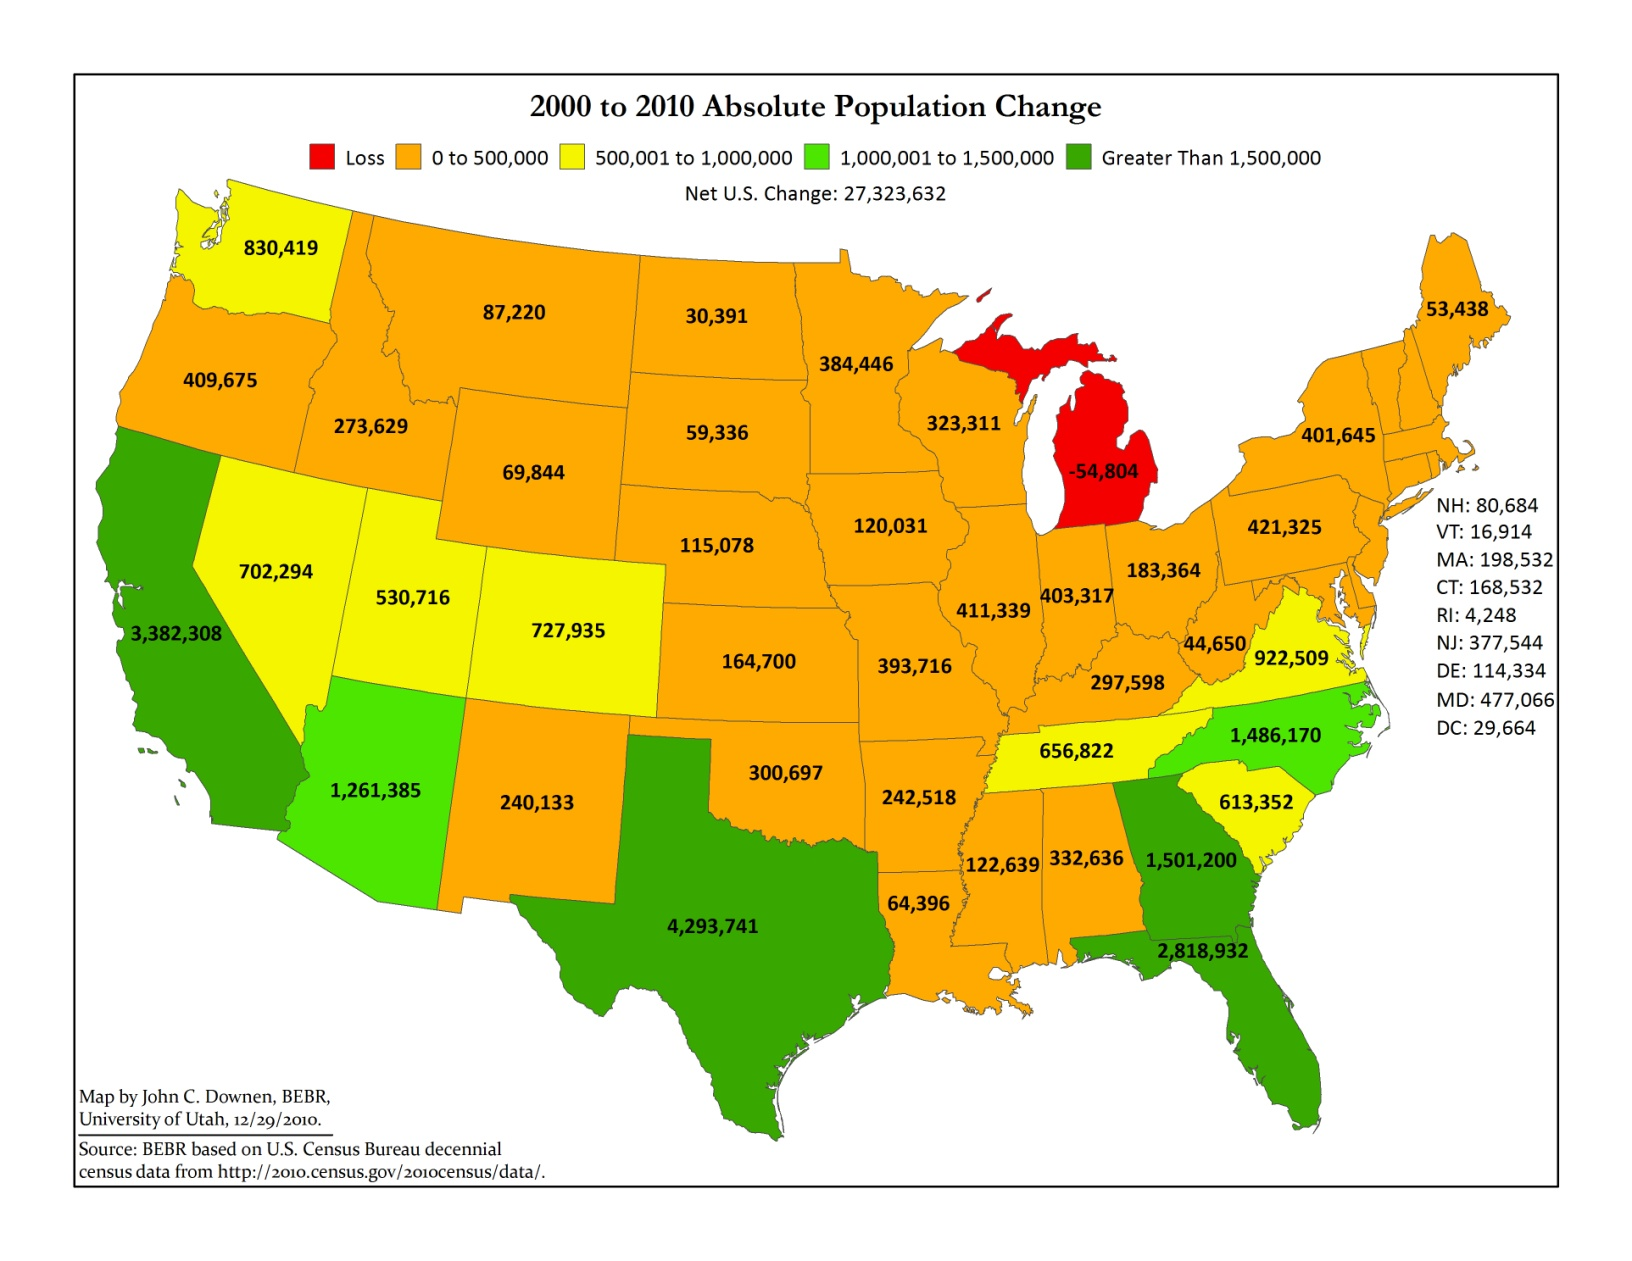 2000 to 2010 Absolute Population Change
Loss 0 to 500,000 500,001 to 1,000,000 1,000,001 to 1,500,000 Greater Than 1,500,000
Net U.S. Change: 27,323,632
830,419
87,220
30,391
53,438
384,446
409,675
323,311
273,629
59,336
401,645
69,844
-54,804
NH: 80,684
120,031
421,325
VT: 16,914
115,078
MA: 198,532
702,294
183,364
CT: 168,532
530,716
403,317
411,339
RI: 4,248
3,382,308
727,935
44,650
NJ: 377,544
164,700
393,716
922,509
DE: 114,334
297,598
MD: 477,066
DC: 29,664
656,822
1,486,170
300,697
1,261,385
240,133
242,518
613,352
122,639
332,636
1,501,200
64,396
4,293,741
2,818,932
Map by John C. Downen, BEBR,
University of Utah, 12/29/2010.
Source: BEBR based on U.S. Census Bureau decennial
census data from http://2010.census.gov/2010census/data/.